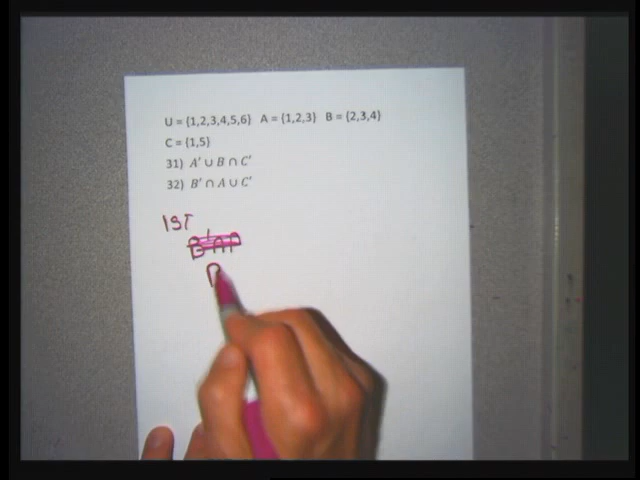 U = {1,2,3,4,5,6} A = {1,2,3} B = {2,3,4}
C = {1,5}
31) A′ ∪ B ∩ C′
32) B′ ∩ A ∪ C′
1ST